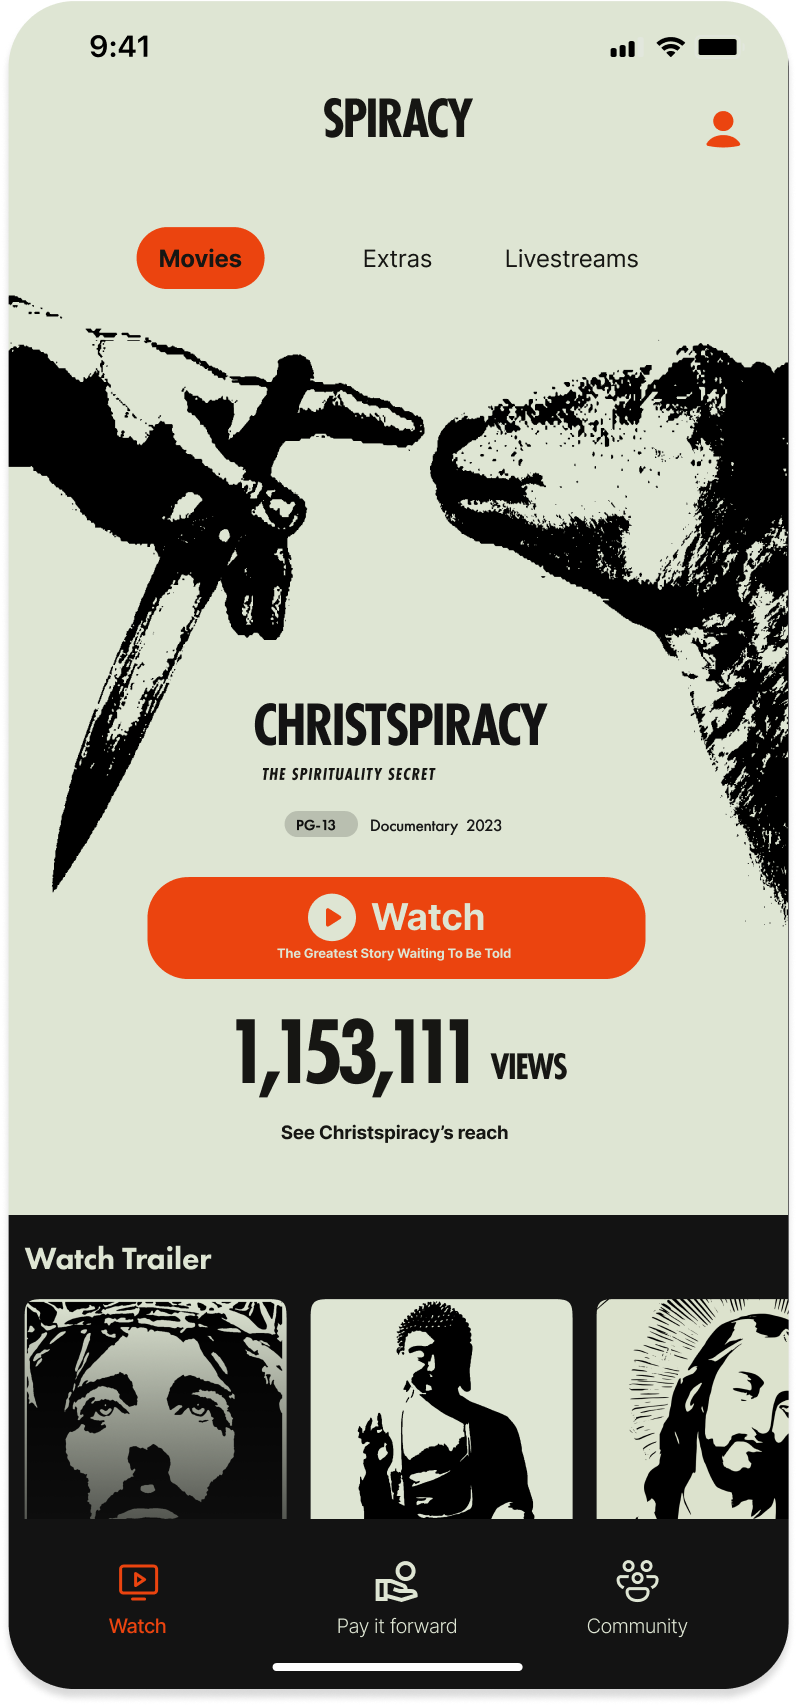 9:41
SPIRACY
Movies Extras Livestreams
CHRISTSPIRACY
THE SPIRITUALITY SECRET
PG-13 Documentary 2023
Watch
The Greatest Story Waiting To Be Told
1,153,111 VIEWS
See Christspiracy’s reach
Watch Trailer
Watch Pay it forward Community